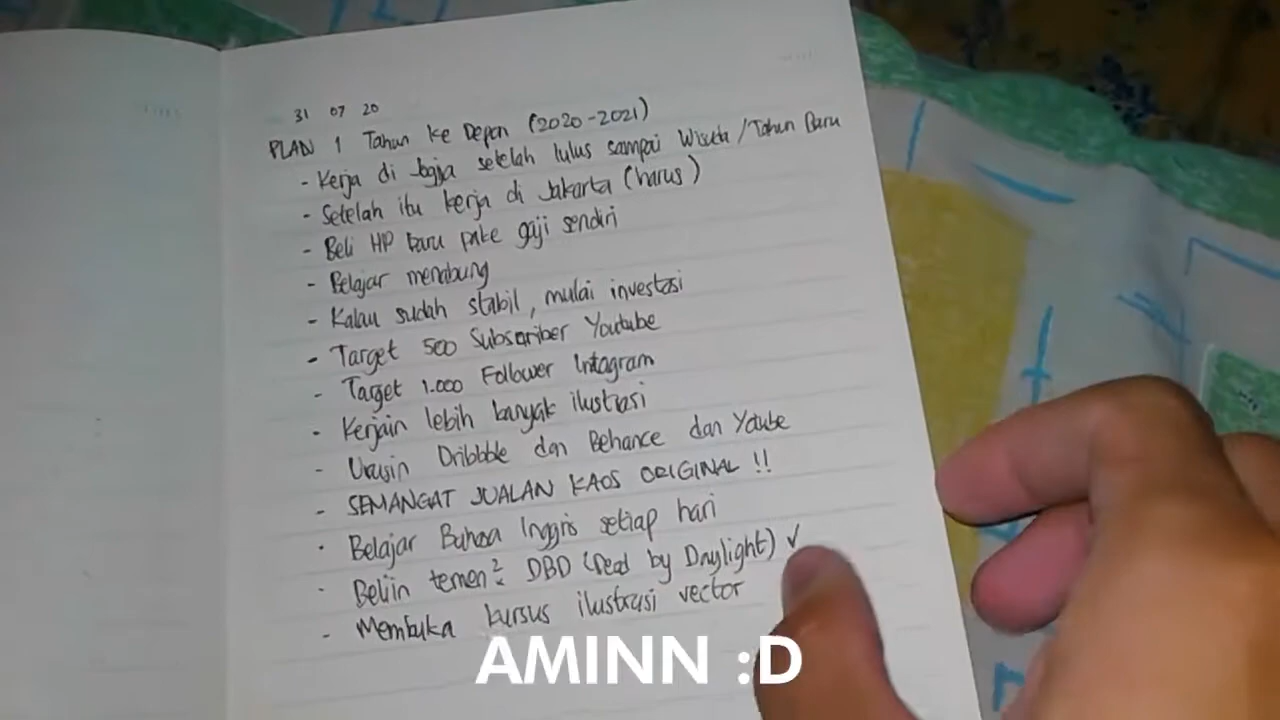 31 07 20
PLAN 1 Tahun ke Depan (2020-2021)
- Kerja di Jogja setelah lulus sampai Wisuda / Tahun Baru
- Setelah itu kerja di Jakarta (harus)
- Beli HP baru pake gaji sendiri
- Belajar menabung
- Kalau sudah stabil, mulai investasi
- Target 500 Subscriber Youtube
- Target 1.000 Follower Intagram
- Kerjain lebih banyak ilustrasi
- Urusin Dribbble dan Behance dan Youtube
- SEMANGAT JUALAN KAOS ORIGINAL !!
- Belajar Bahasa Inggris setiap hari
- Beliin temen2 DBD (Dead by Daylight) ✓
- Membuka kursus ilustrasi vector
AMINN :D